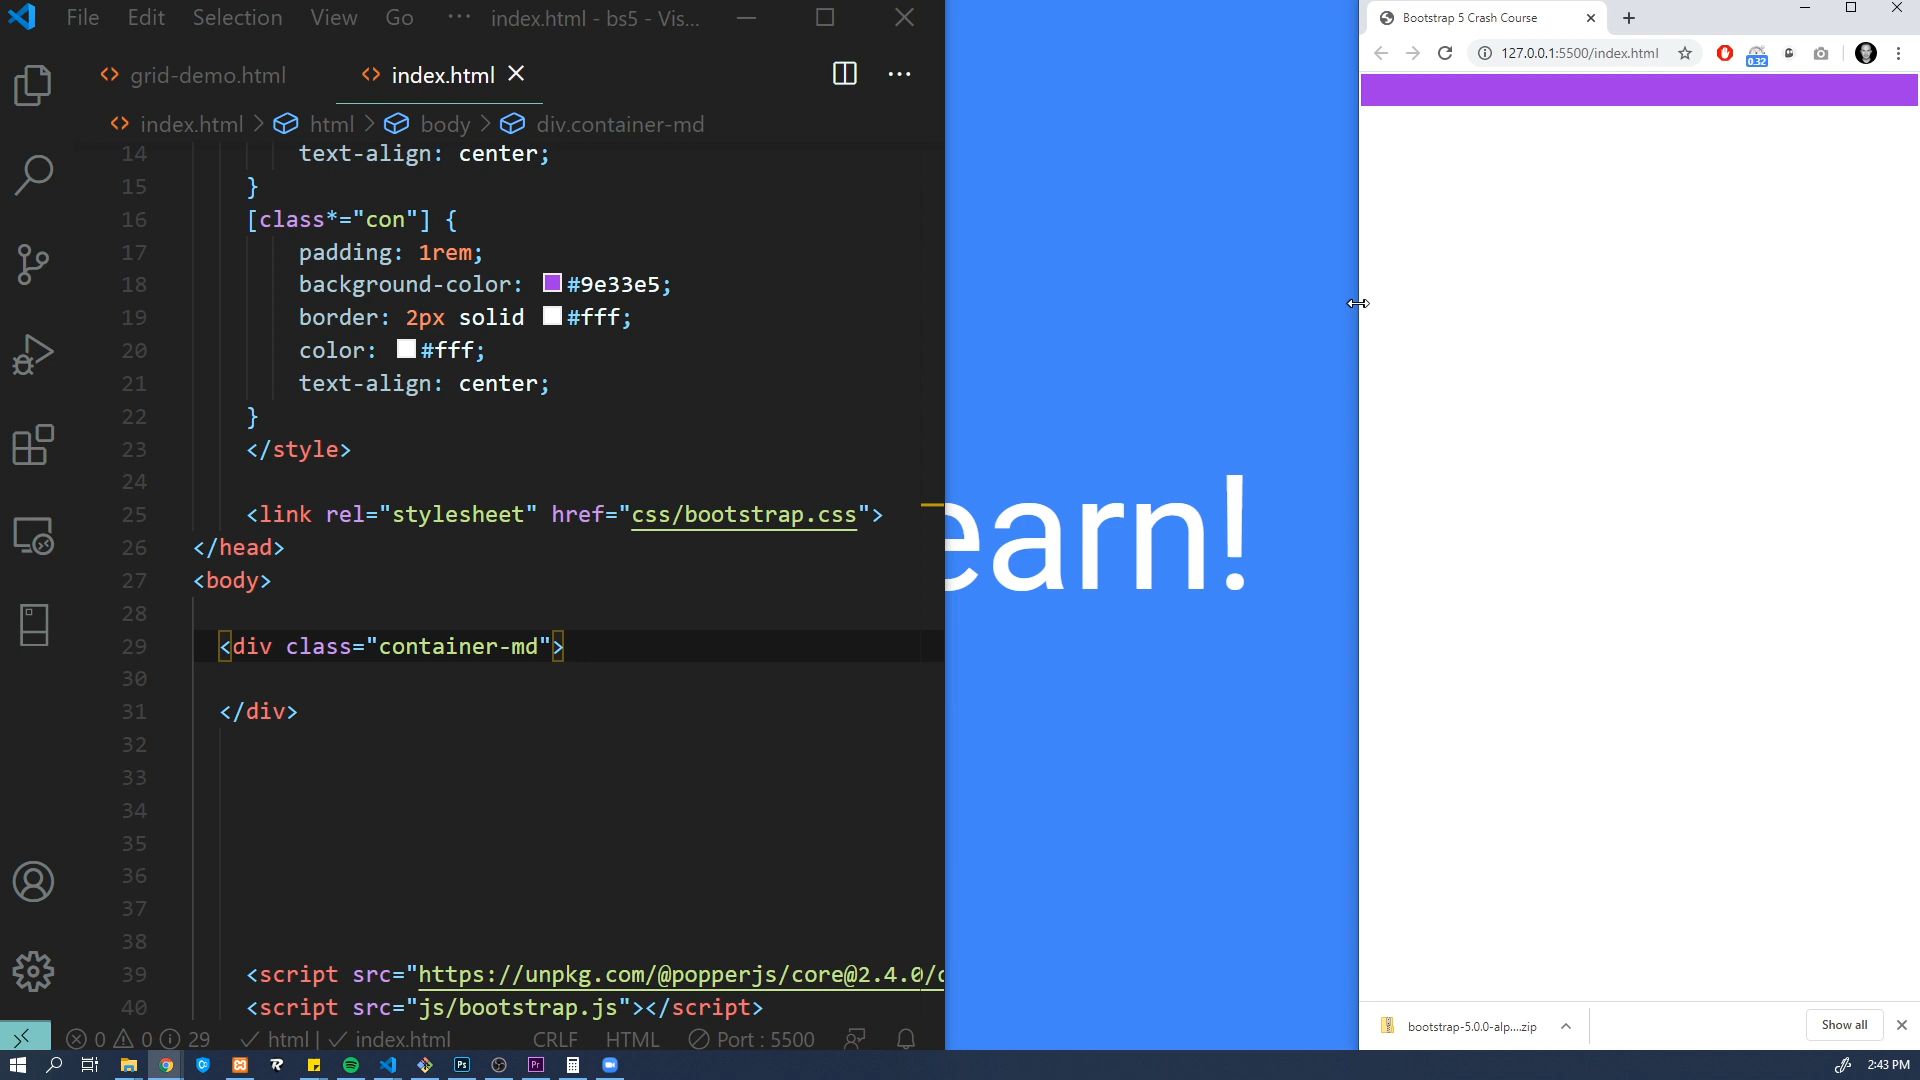 File Edit Selection View Go ··· index.html - bs5 - Vis...
grid-demo.html index.html
index.html > html > body > div.container-md
14 text-align: center;
15 }
16 [class*="con"] {
17 padding: 1rem;
18 background-color: #9e33e5;
19 border: 2px solid #fff;
20 color: #fff;
21 text-align: center;
22 }
23 </style>
24
25 <link rel="stylesheet" href="css/bootstrap.css">
26 </head>
27 <body>
28
29 <div class="container-md">
30
31 </div>
32
33
34
35
36
37
38
39 <script src="https://unpkg.com/@popperjs/core@2.4.0/
40 <script src="js/bootstrap.js"></script>
0 0 29 html | index.html CRLF HTML Port : 5500
earn!
Bootstrap 5 Crash Course
127.0.0.1:5500/index.html
0.32
bootstrap-5.0.0-alp....zip
Show all
Ps
Pr
2:43 PM